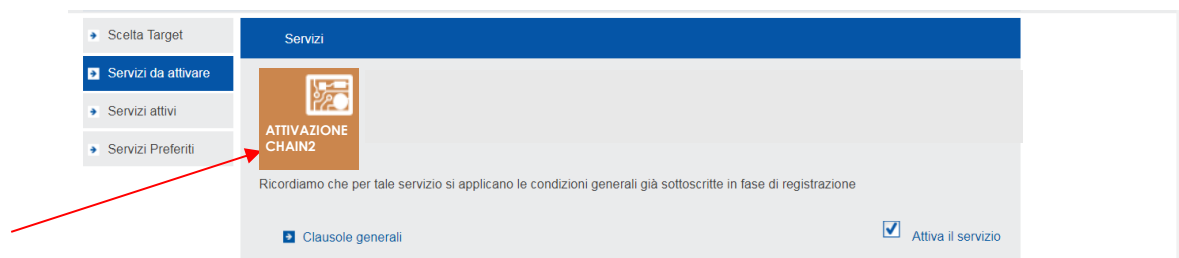 Scelta Target
Servizi da attivare
Servizi attivi
Servizi Preferiti
Servizi
ATTIVAZIONE
CHAIN2
Ricordiamo che per tale servizio si applicano le condizioni generali già sottoscritte in fase di registrazione
Clausole generali
Attiva il servizio